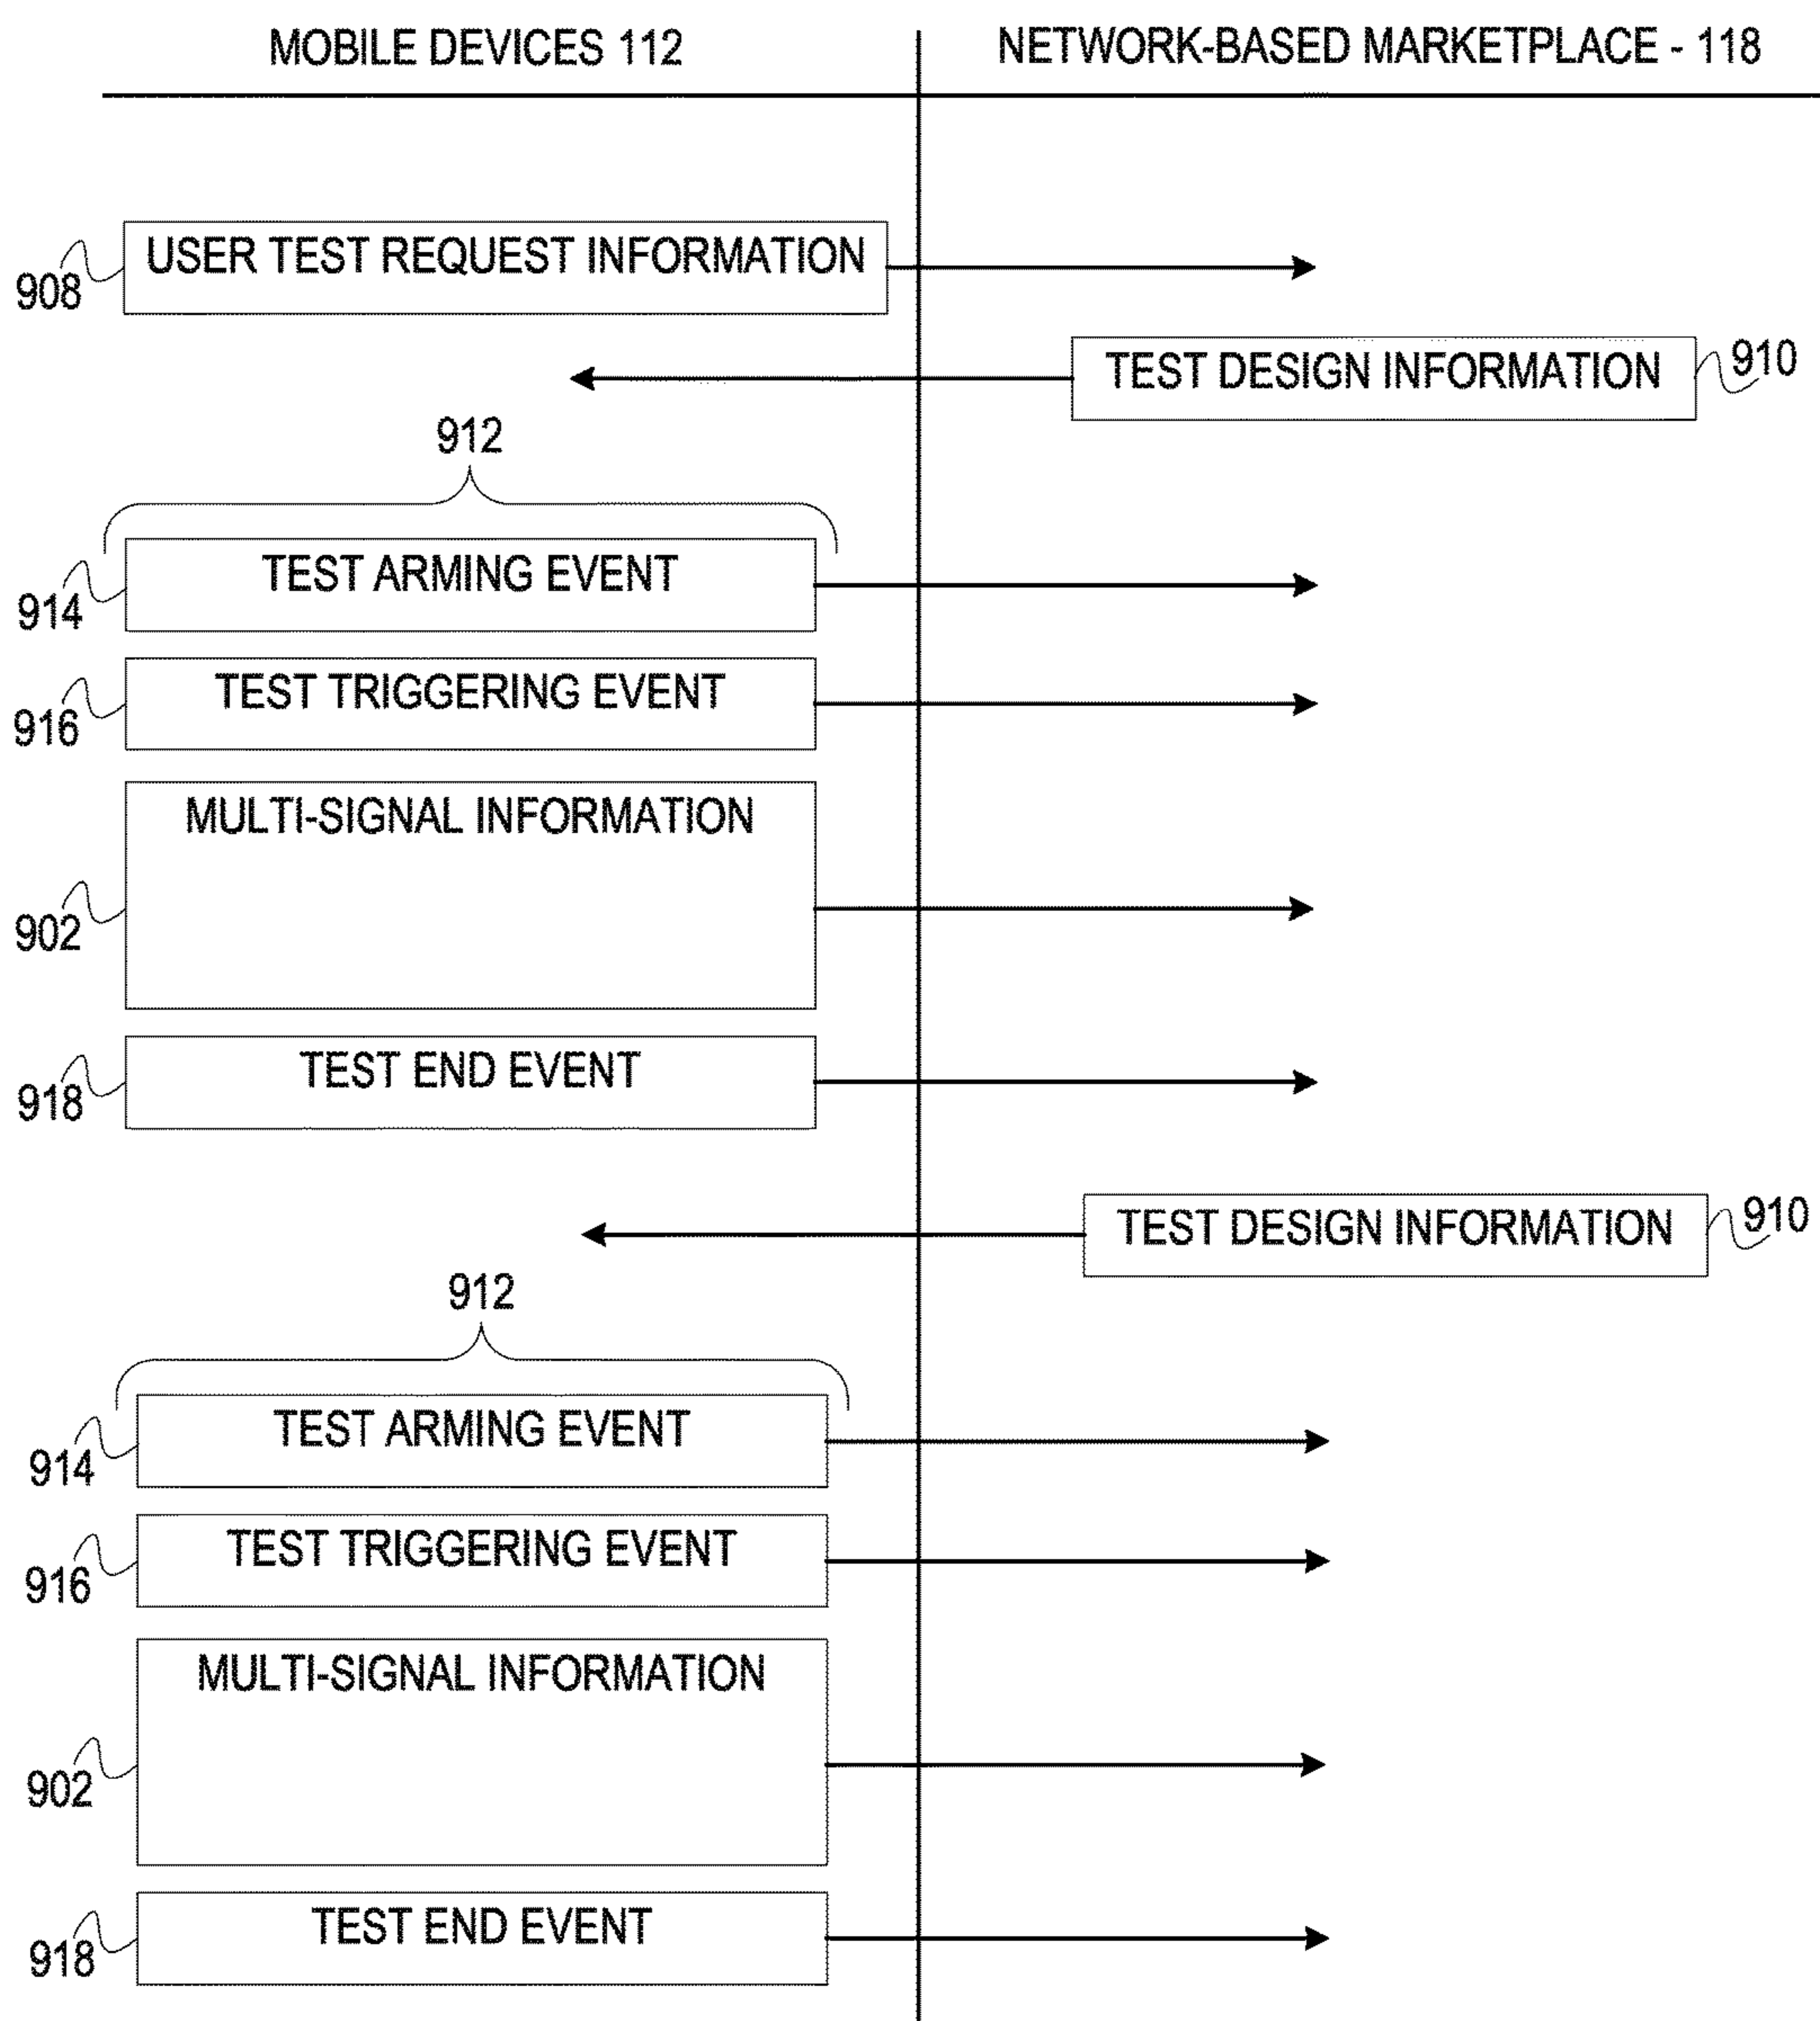 MOBILE DEVICES 112
NETWORK-BASED MARKETPLACE - 118
USER TEST REQUEST INFORMATION
908
TEST DESIGN INFORMATION
910
912
TEST ARMING EVENT
914
TEST TRIGGERING EVENT
916
MULTI-SIGNAL INFORMATION
902
TEST END EVENT
918
TEST DESIGN INFORMATION
910
912
TEST ARMING EVENT
914
TEST TRIGGERING EVENT
916
MULTI-SIGNAL INFORMATION
902
TEST END EVENT
918